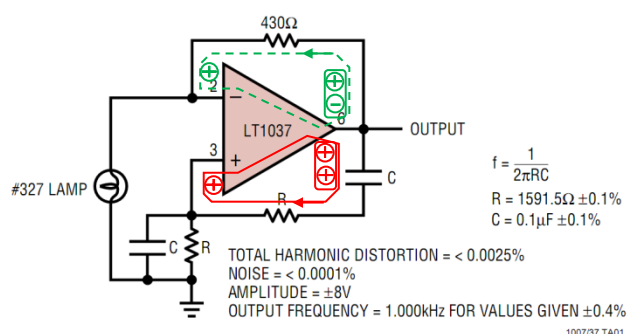 430Ω
2
−
LT1037
6
OUTPUT
3
+
#327 LAMP
R
C
C
R
f = 1
2πRC
R = 1591.5Ω ±0.1%
C = 0.1µF ±0.1%
TOTAL HARMONIC DISTORTION = < 0.0025%
NOISE = < 0.0001%
AMPLITUDE = ±8V
OUTPUT FREQUENCY = 1.000kHz FOR VALUES GIVEN ±0.4%
1007/37 TA01